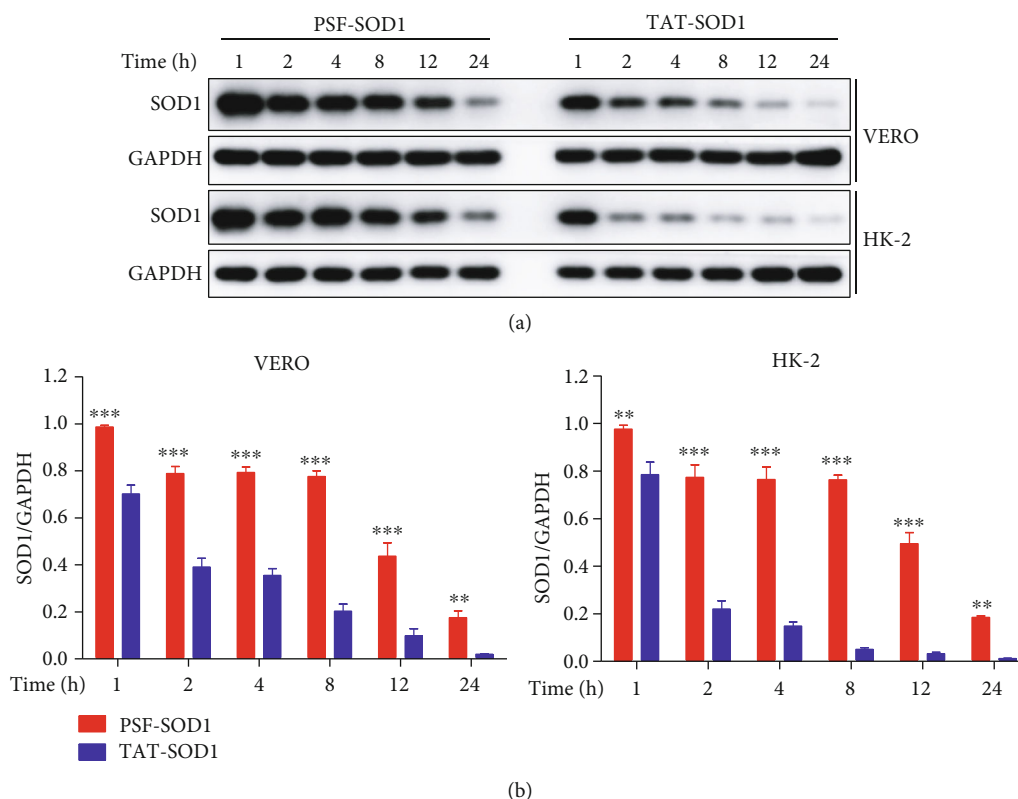 PSF-SOD1 TAT-SOD1
Time (h) 1 2 4 8 12 24 1 2 4 8 12 24
SOD1
VERO
GAPDH
SOD1
HK-2
GAPDH
(a)
VERO
1.2
1.0
0.8
0.6
0.4
0.2
0.0
SOD1/GAPDH
*** *** *** *** *** **
Time (h) 1 2 4 8 12 24
HK-2
1.2
1.0
0.8
0.6
0.4
0.2
0.0
SOD1/GAPDH
** *** *** *** *** **
Time (h) 1 2 4 8 12 24
PSF-SOD1
TAT-SOD1
(b)